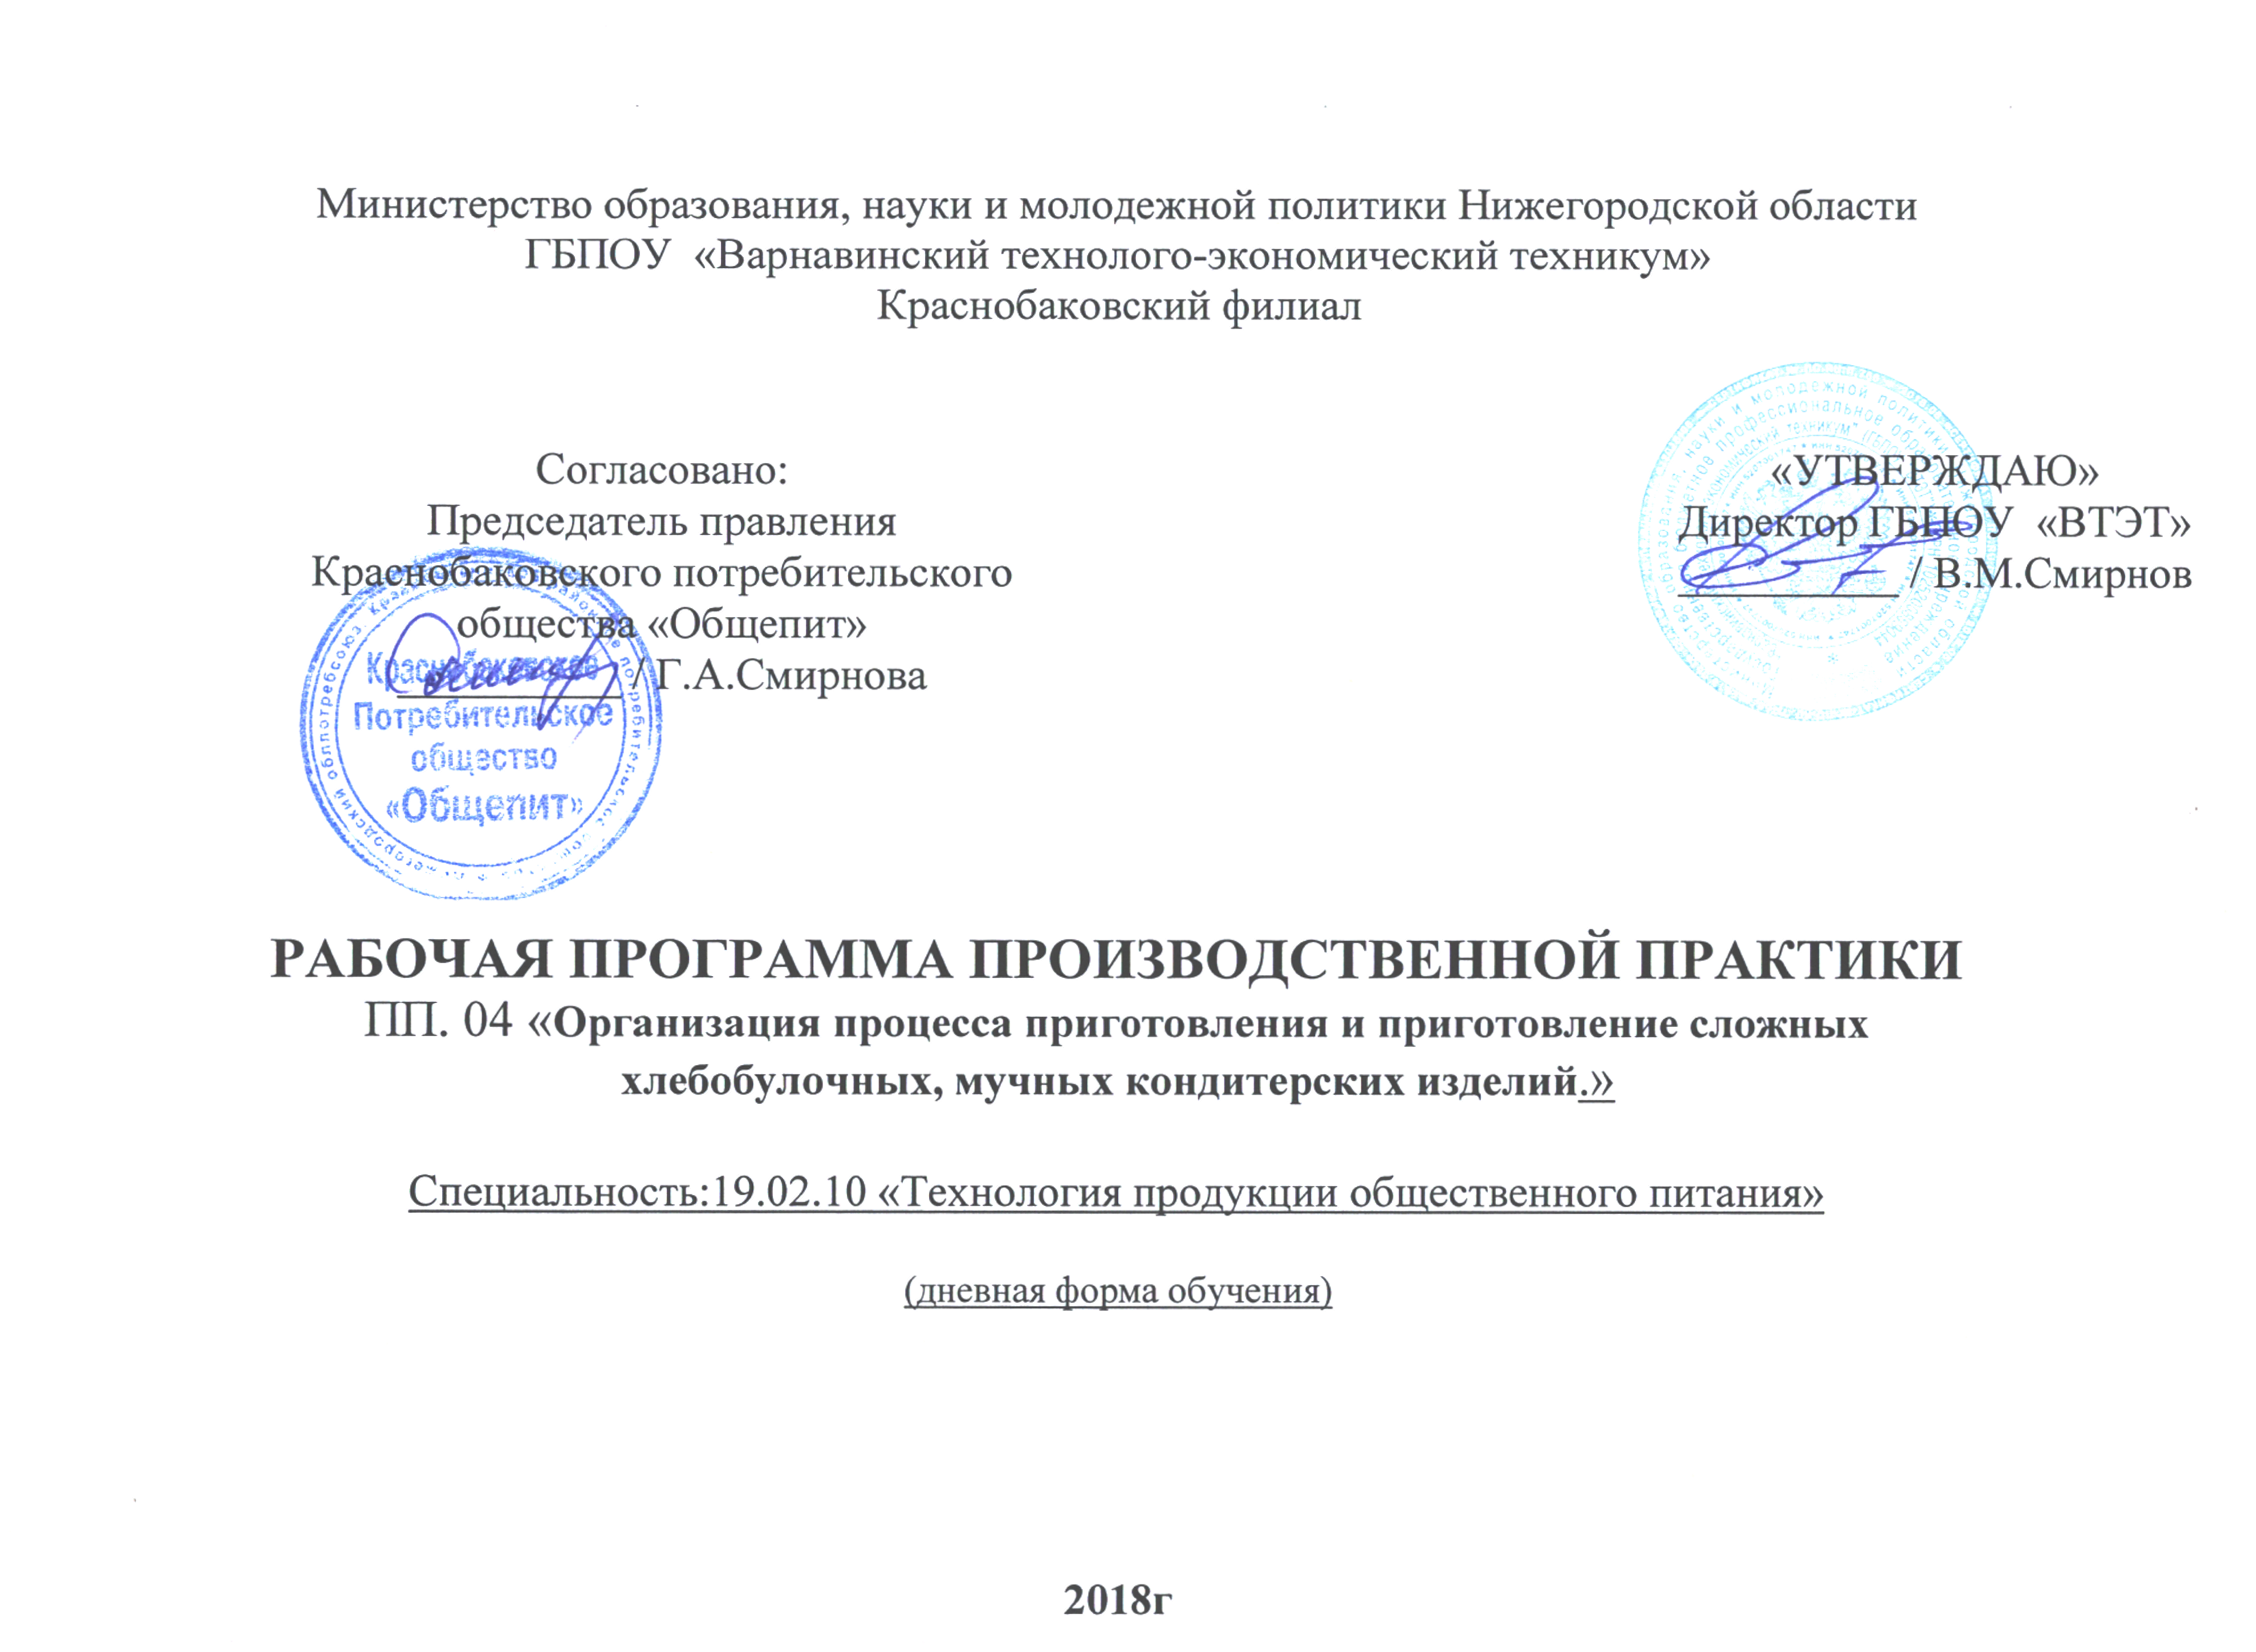 Министерство образования, науки и молодежной политики Нижегородской области
ГБПОУ «Варнавинский технолого-экономический техникум»
Краснобаковский филиал
Согласовано:
Председатель правления
Краснобаковского потребительского
общества «Общепит»
/ Г.А.Смирнова
«УТВЕРЖДАЮ»
Директор ГБПОУ «ВТЭТ»
/ В.М.Смирнов
Краснобаковское
Потребительское
общество
«Общепит»
РАБОЧАЯ ПРОГРАММА ПРОИЗВОДСТВЕННОЙ ПРАКТИКИ
ПП. 04 «Организация процесса приготовления и приготовление сложных
хлебобулочных, мучных кондитерских изделий.»
Специальность:19.02.10 «Технология продукции общественного питания»
(дневная форма обучения)
2018г